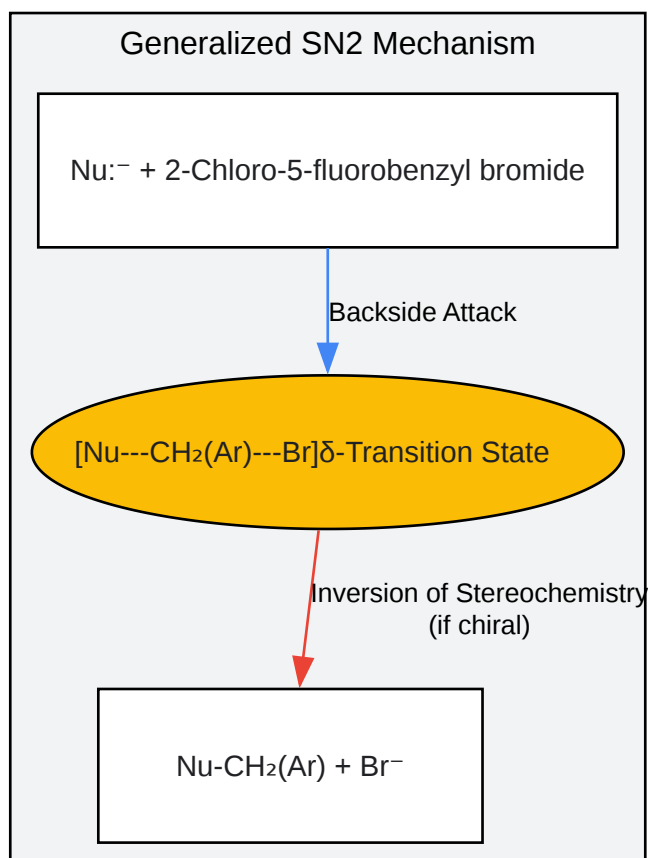 Generalized SN2 Mechanism
Nu:⁻ + 2-Chloro-5-fluorobenzyl bromide
Backside Attack
[Nu---CH₂(Ar)---Br]δ-Transition State
Inversion of Stereochemistry
(if chiral)
Nu-CH₂(Ar) + Br⁻